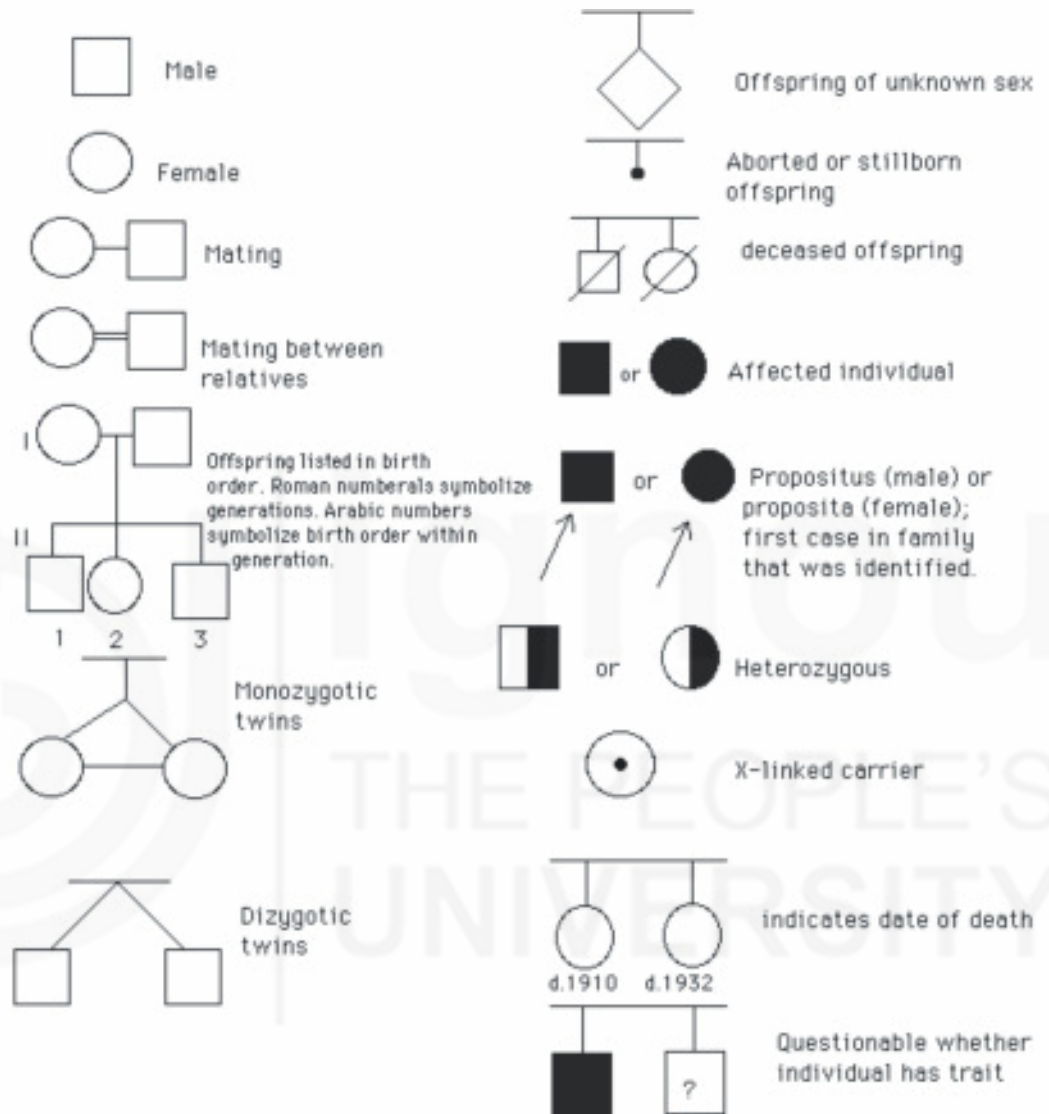 Male
Female
Mating
Mating between
relatives
I
Offspring listed in birth
order. Roman numberals symbolize
generations. Arabic numbers
symbolize birth order within
generation.
II
1 2 3
Monozygotic
twins
Dizygotic
twins
Offspring of unknown sex
Aborted or stillborn
offspring
deceased offspring
or
Affected individual
or
Propositus (male) or
proposita (female);
first case in family
that was identified.
or
Heterozygous
X-linked carrier
indicates date of death
d.1910 d.1932
Questionable whether
individual has trait
?
ignou
THE PEOPLE'S
UNIVERSITY